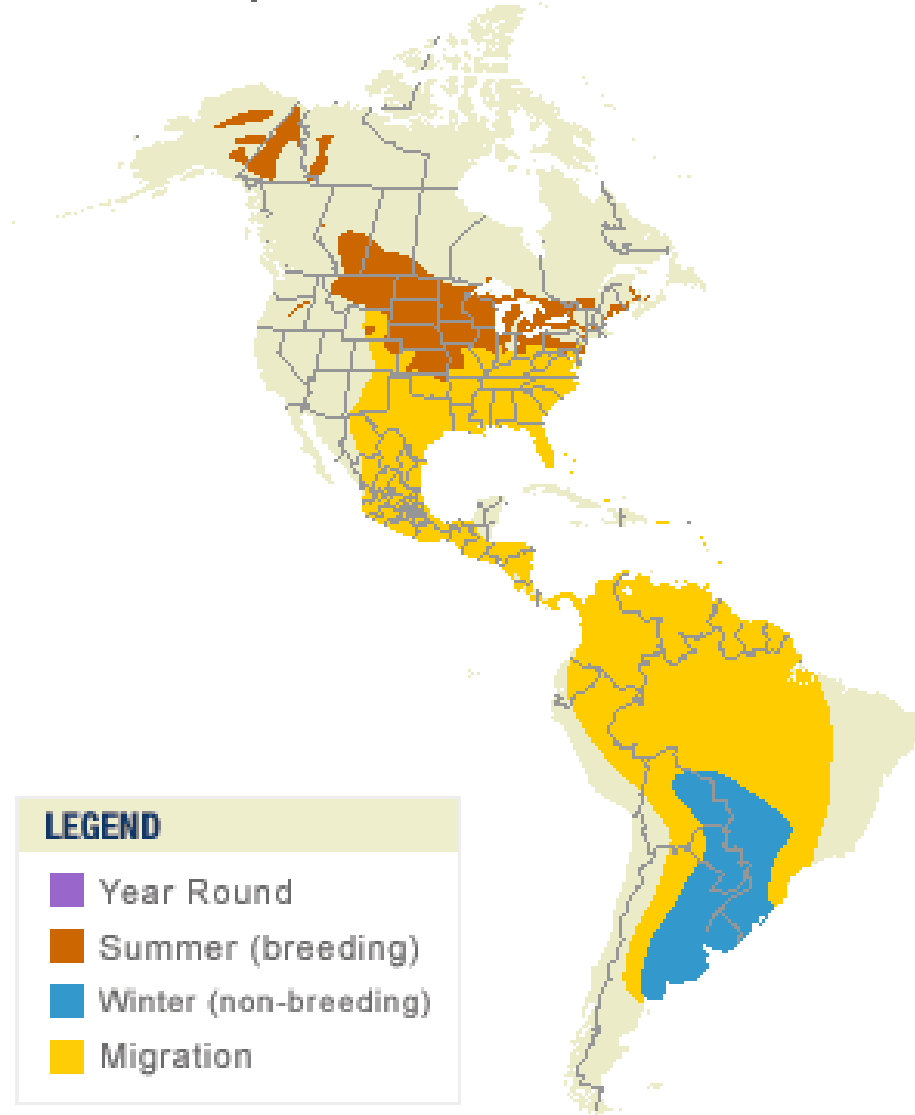 LEGEND
Year Round
Summer (breeding)
Winter (non-breeding)
Migration